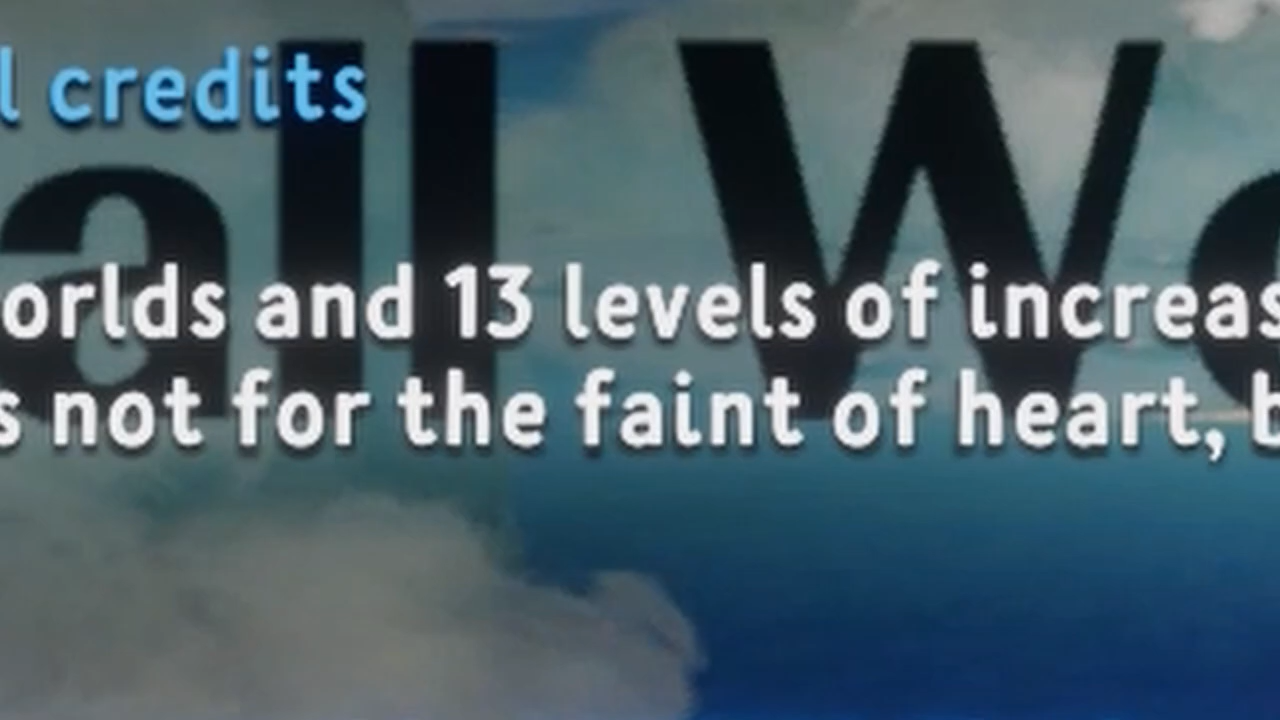 l credits
all W
orlds and 13 levels of increas
s not for the faint of heart, b